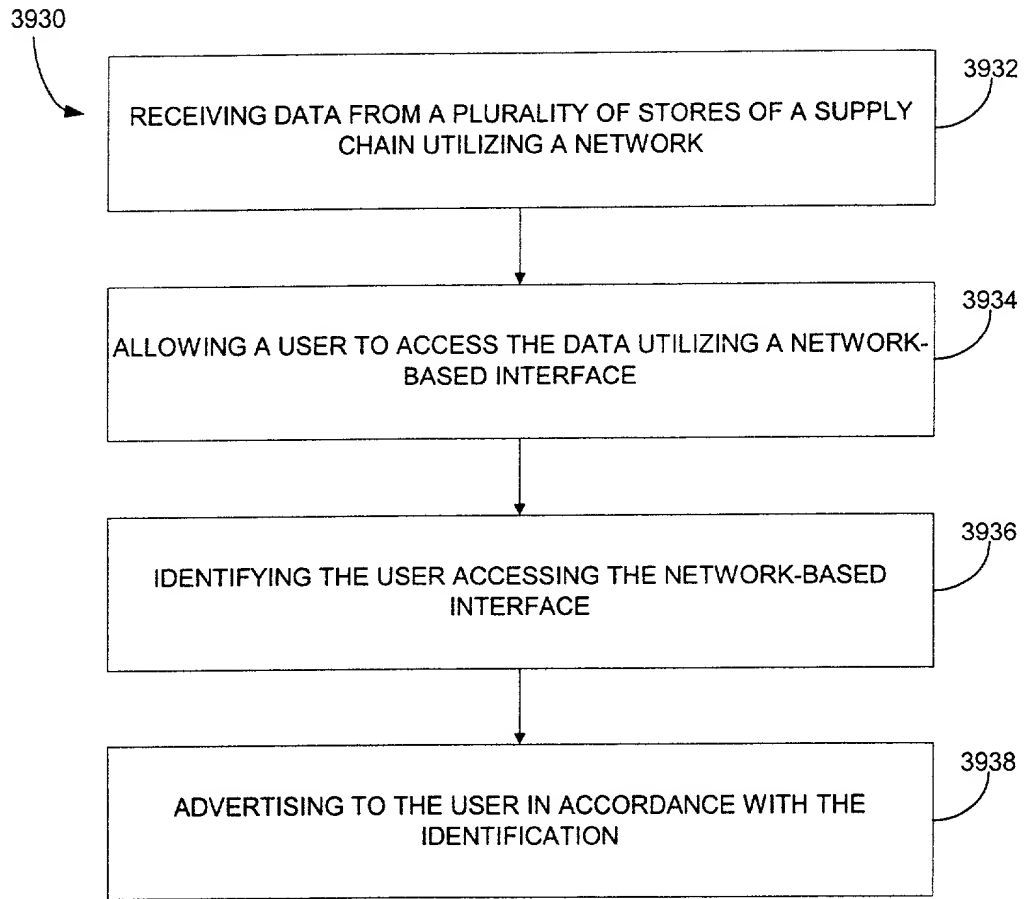 3930
3932
RECEIVING DATA FROM A PLURALITY OF STORES OF A SUPPLY
CHAIN UTILIZING A NETWORK
3934
ALLOWING A USER TO ACCESS THE DATA UTILIZING A NETWORK-
BASED INTERFACE
3936
IDENTIFYING THE USER ACCESSING THE NETWORK-BASED
INTERFACE
3938
ADVERTISING TO THE USER IN ACCORDANCE WITH THE
IDENTIFICATION